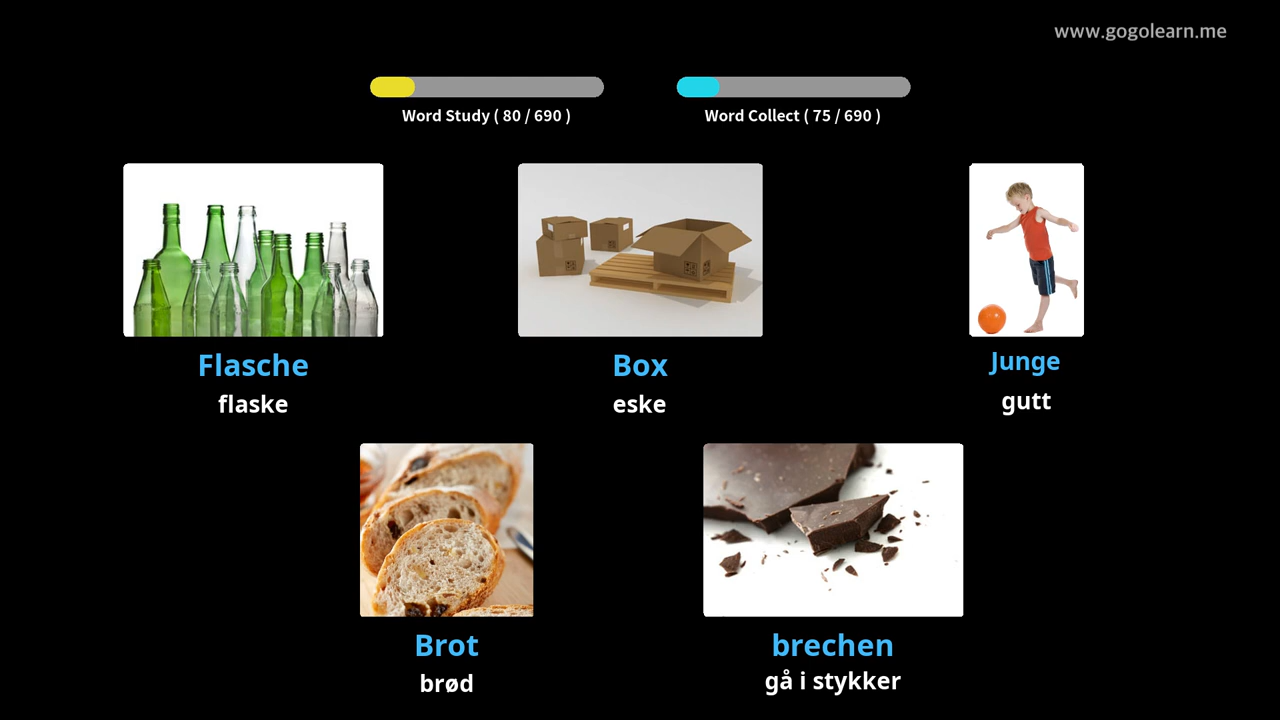 www.gogolearn.me
Word Study ( 80 / 690 )
Word Collect ( 75 / 690 )
Flasche
flaske
Box
eske
Junge
gutt
Brot
brød
brechen
gå i stykker